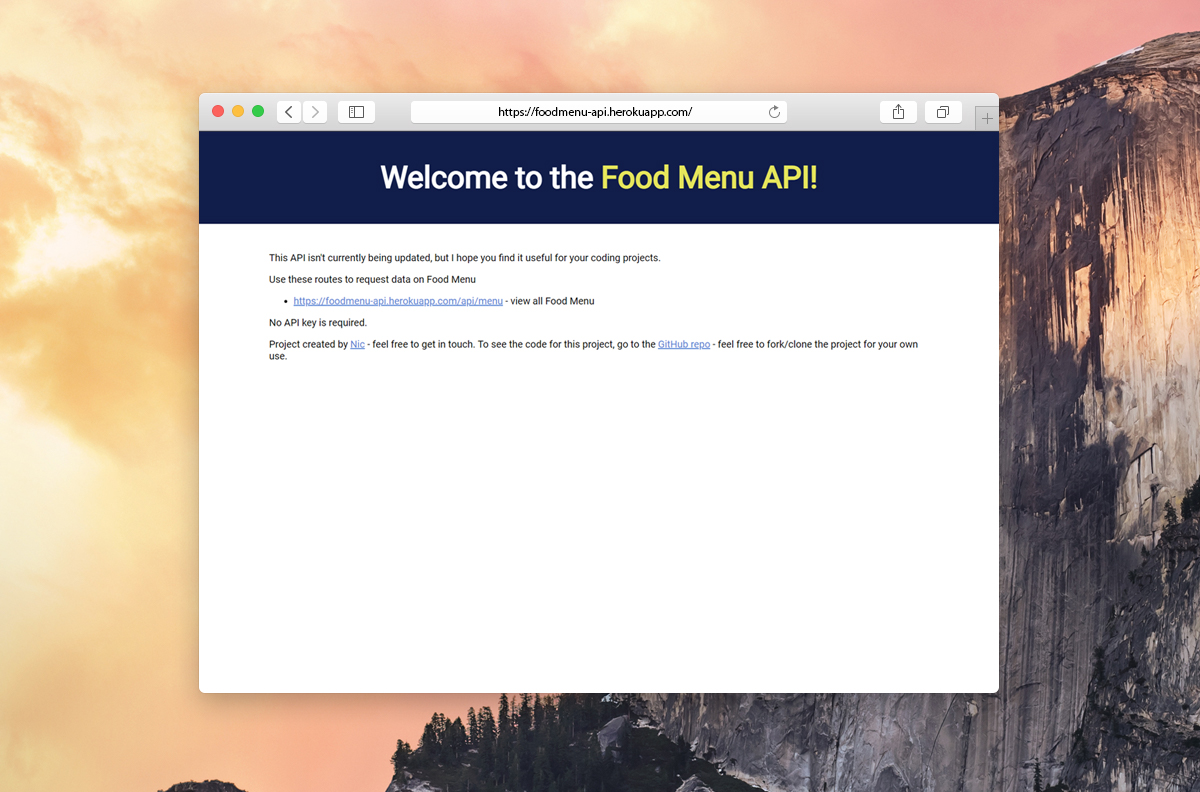 https://foodmenu-api.herokuapp.com/
Welcome to the Food Menu API!
This API isn't currently being updated, but I hope you find it useful for your coding projects.
Use these routes to request data on Food Menu
• https://foodmenu-api.herokuapp.com/api/menu - view all Food Menu
No API key is required.
Project created by Nic - feel free to get in touch. To see the code for this project, go to the GitHub repo - feel free to fork/clone the project for your own
use.